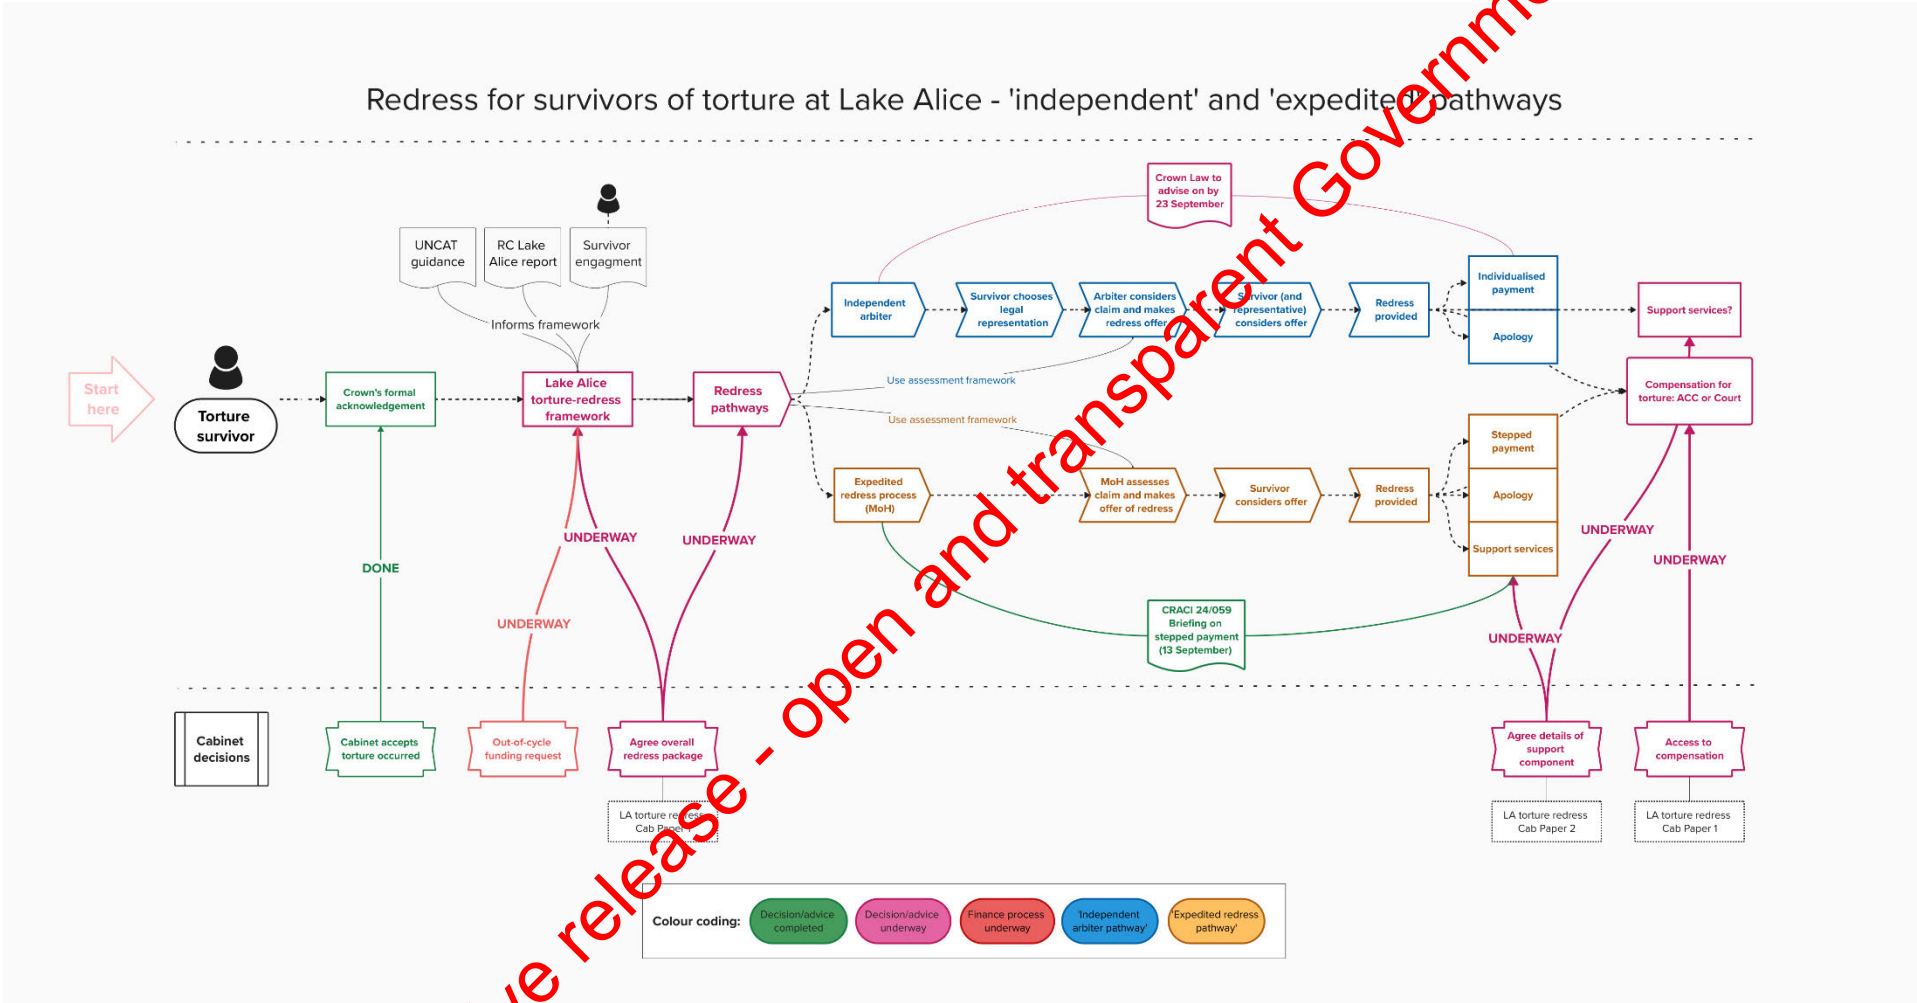 Redress for survivors of torture at Lake Alice - 'independent' and 'expedited' pathways
Crown Law to
advise on by
23 September
UNCAT
guidance
RC Lake
Alice report
Survivor
engagment
Informs framework
Start
here
Torture
survivor
Crown's formal
acknowledgement
Lake Alice
torture-redress
framework
Redress
pathways
Independent
arbiter
Survivor chooses
legal
representation
Arbiter considers
claim and makes
redress offer
Survivor (and
representative)
considers offer
Redress
provided
Individualised
payment
Apology
Support services?
Compensation for
torture: ACC or Court
Use assessment framework
Use assessment framework
Expedited
redress process
(MoH)
MoH assesses
claim and makes
offer of redress
Survivor
considers offer
Redress
provided
Stepped
payment
Apology
Support services
DONE
UNDERWAY
UNDERWAY
UNDERWAY
UNDERWAY
UNDERWAY
UNDERWAY
CRACI 24/059
Briefing on
stepped payment
(13 September)
Cabinet
decisions
Cabinet accepts
torture occurred
Out-of-cycle
funding request
Agree overall
redress package
LA torture redress
Cab Paper 1
Agree details of
support
component
LA torture redress
Cab Paper 2
Access to
compensation
LA torture redress
Cab Paper 1
Colour coding:
Decision/advice
completed
Decision/advice
underway
Finance process
underway
'Independent
arbiter pathway'
'Expedited redress
pathway'
release - open and transparent